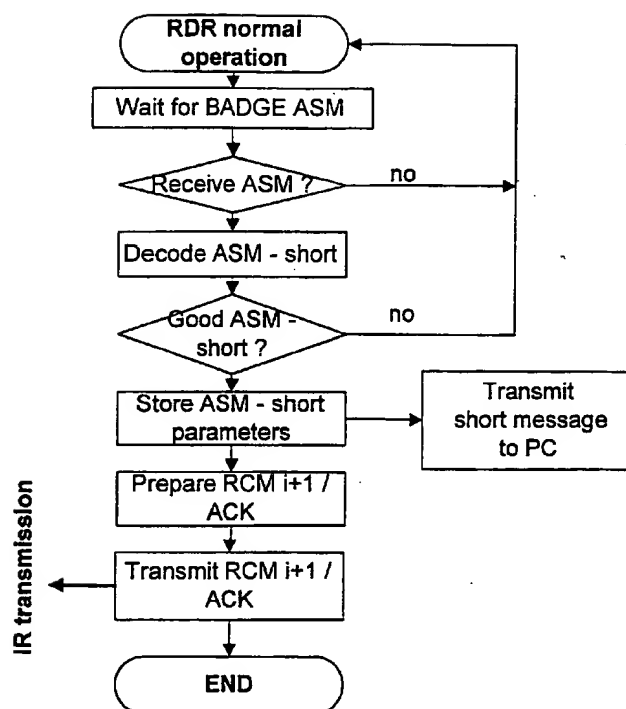 RDR normal
operation
Wait for BADGE ASM
Receive ASM ?
no
Decode ASM - short
Good ASM -
short ?
no
Store ASM - short
parameters
Transmit
short message
to PC
Prepare RCM i+1 /
ACK
Transmit RCM i+1 /
ACK
IR transmission
END